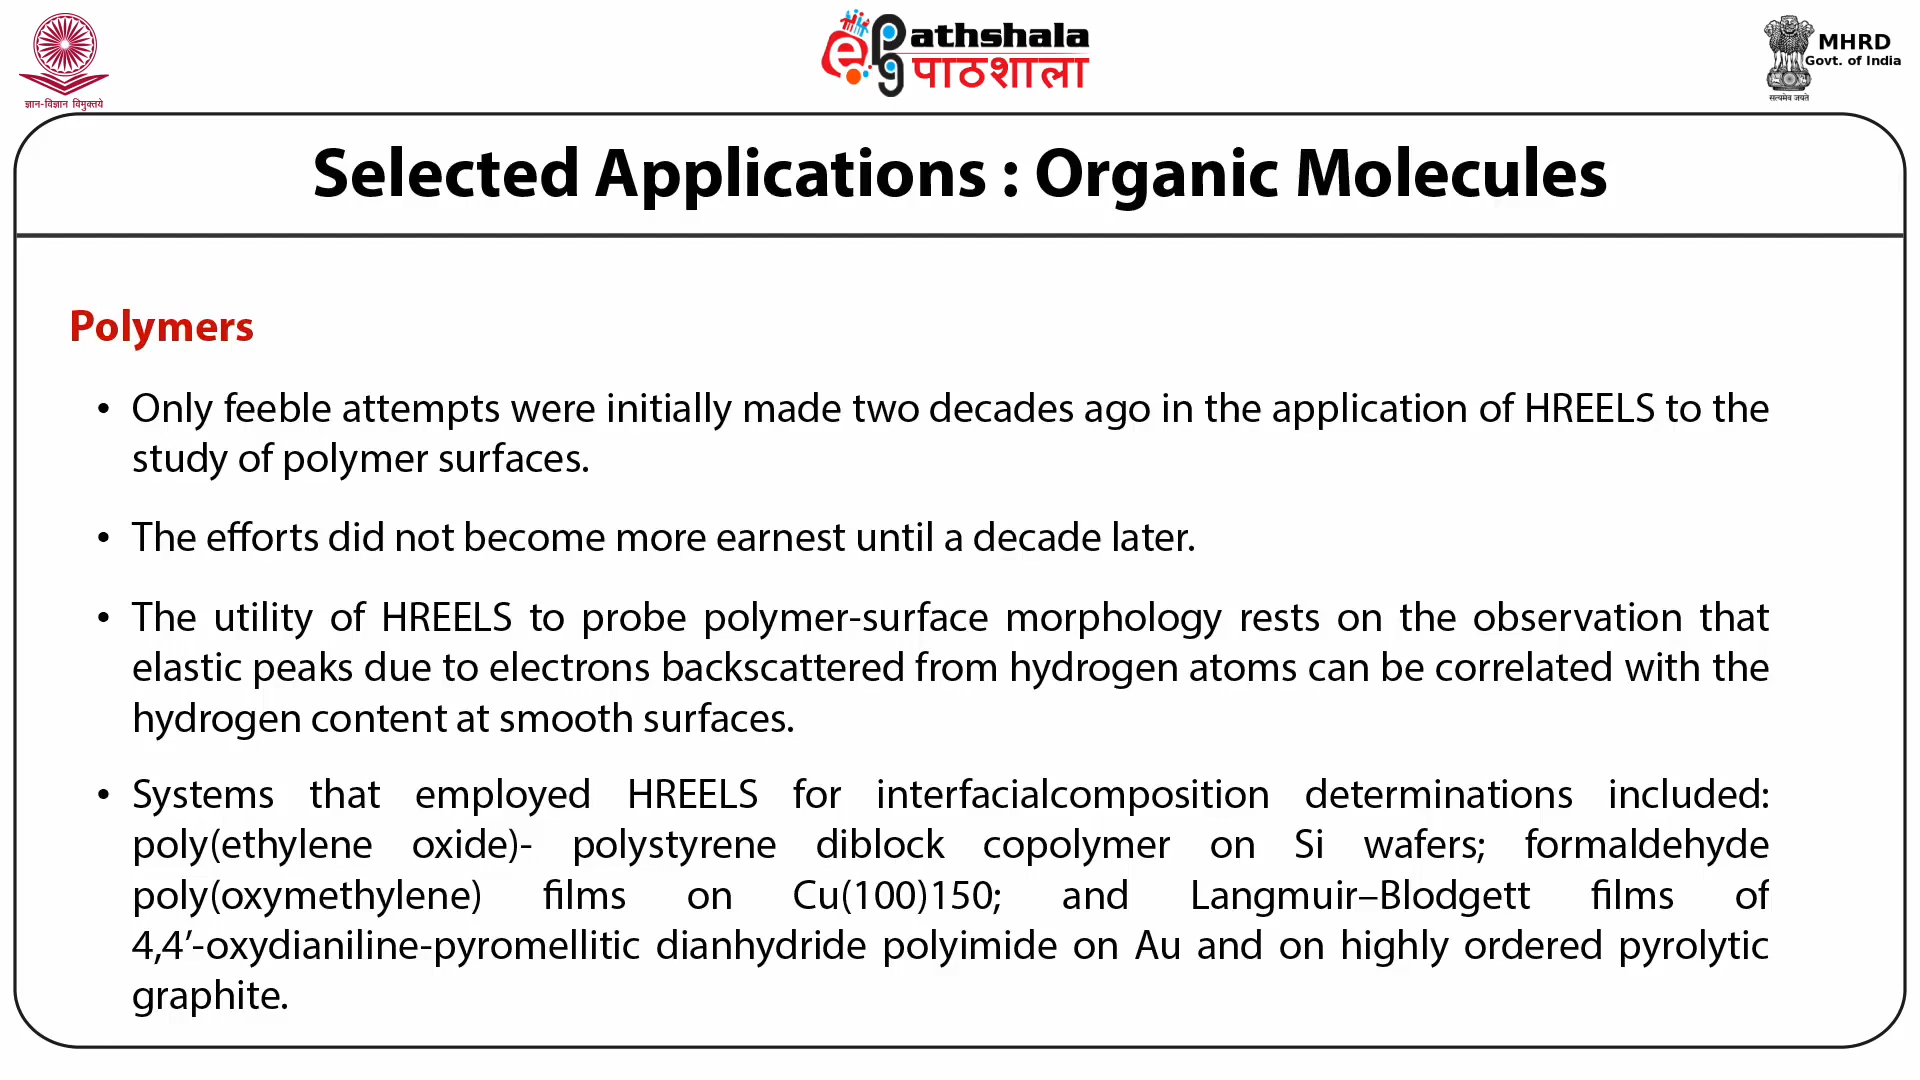 ज्ञान-विज्ञान विमुक्तये
ePathshala
पाठशाला
MHRD
Govt. of India
सत्यमेव जयते
Selected Applications : Organic Molecules
Polymers
• Only feeble attempts were initially made two decades ago in the application of HREELS to the
study of polymer surfaces.
• The efforts did not become more earnest until a decade later.
• The utility of HREELS to probe polymer-surface morphology rests on the observation that
elastic peaks due to electrons backscattered from hydrogen atoms can be correlated with the
hydrogen content at smooth surfaces.
• Systems that employed HREELS for interfacialcomposition determinations included:
poly(ethylene oxide)- polystyrene diblock copolymer on Si wafers; formaldehyde
poly(oxymethylene) films on Cu(100)150; and Langmuir–Blodgett films of
4,4’-oxydianiline-pyromellitic dianhydride polyimide on Au and on highly ordered pyrolytic
graphite.